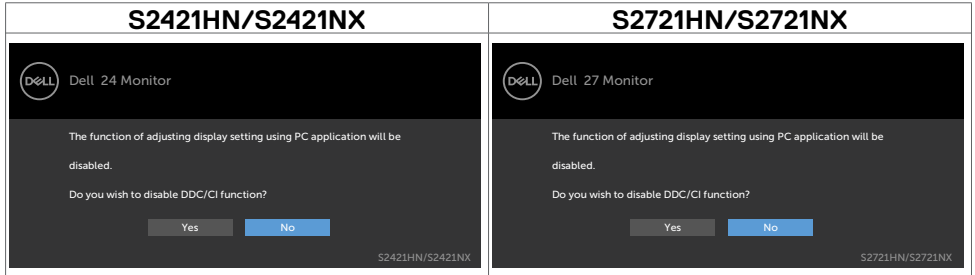 S2421HN/S2421NX
S2721HN/S2721NX
DELL
Dell 24 Monitor
The function of adjusting display setting using PC application will be
disabled.
Do you wish to disable DDC/CI function?
Yes
No
S2421HN/S2421NX
DELL
Dell 27 Monitor
The function of adjusting display setting using PC application will be
disabled.
Do you wish to disable DDC/CI function?
Yes
No
S2721HN/S2721NX